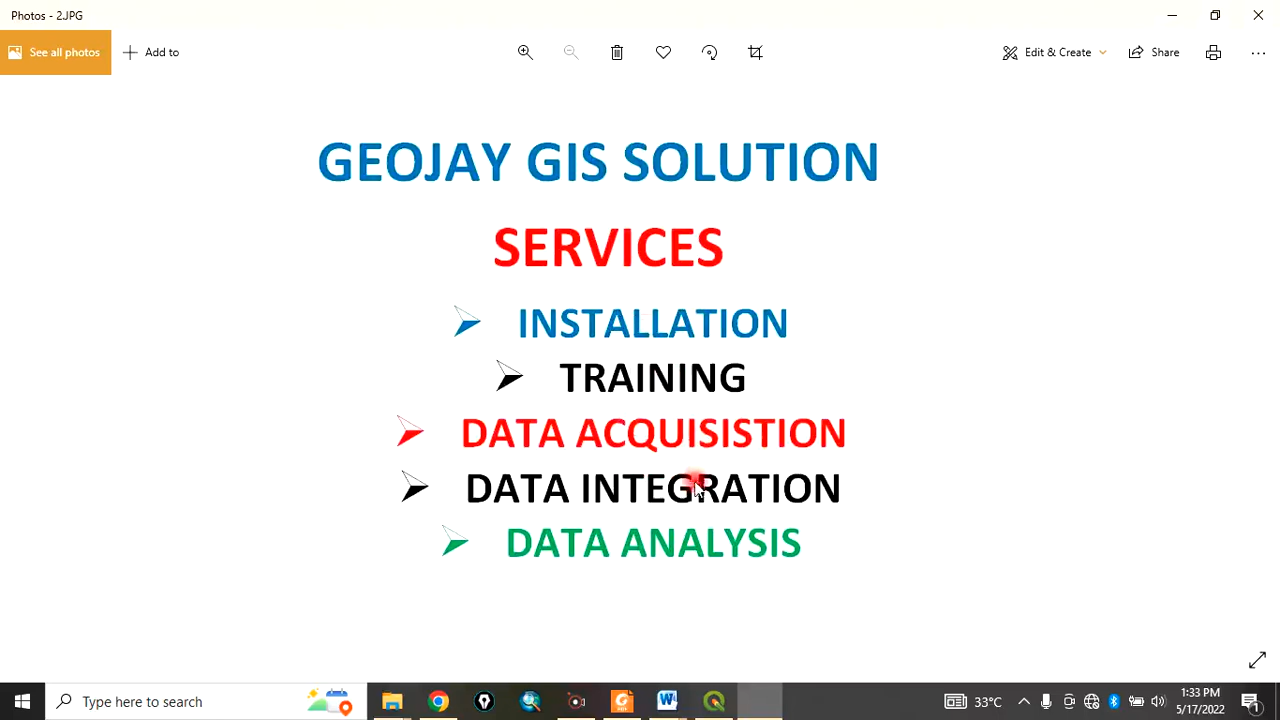 Photos - 2.JPG
See all photos
Add to
Edit & Create
Share
GEOJAY GIS SOLUTION
SERVICES
INSTALLATION
TRAINING
DATA ACQUISISTION
DATA INTEGRATION
DATA ANALYSIS
Type here to search
33°C
1:33 PM
5/17/2022
1